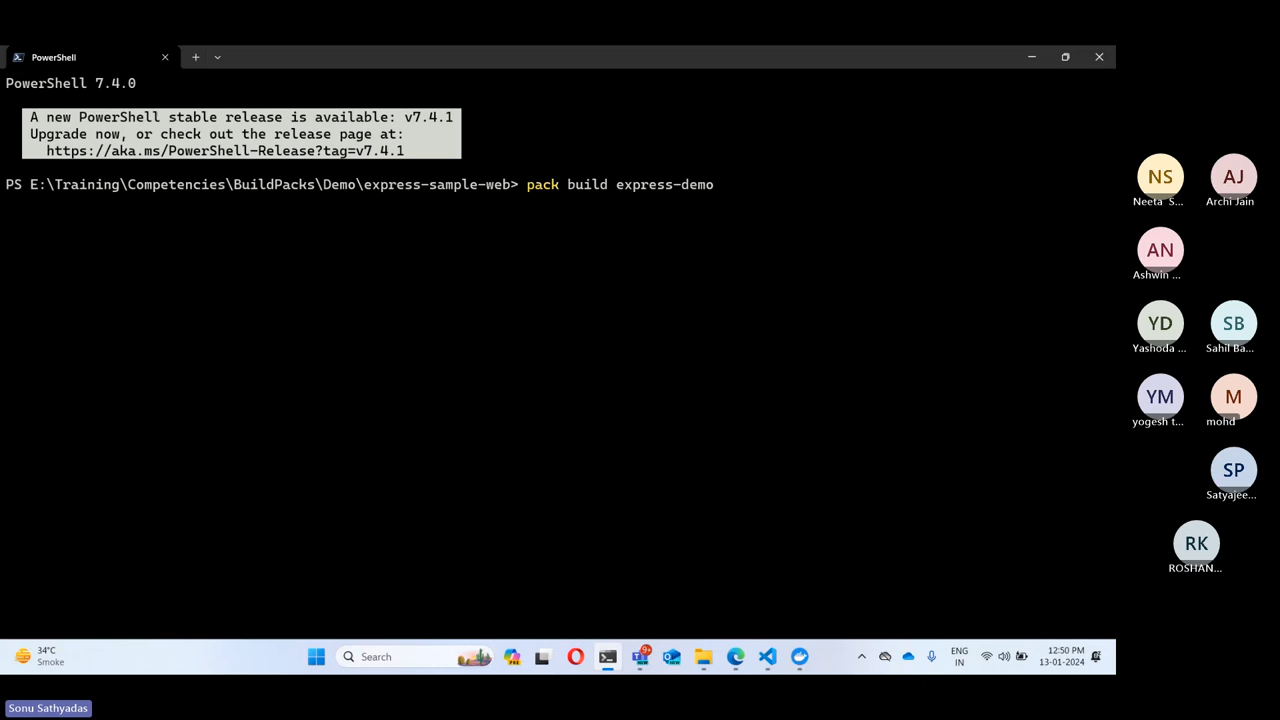 PowerShell
PowerShell 7.4.0
A new PowerShell stable release is available: v7.4.1
Upgrade now, or check out the release page at:
https://aka.ms/PowerShell-Release?tag=v7.4.1
PS E:\Training\Competencies\BuildPacks\Demo\express-sample-web> pack build express-demo
NS
Neeta S...
AJ
Archi Jain
AN
Ashwin ...
YD
Yashoda ...
SB
Sahil Ba...
YM
yogesh t...
M
mohd
SP
Satyajee...
RK
ROSHAN...
34°C
Smoke
Search
9+
ENG
IN
12:50 PM
13-01-2024
Sonu Sathyadas